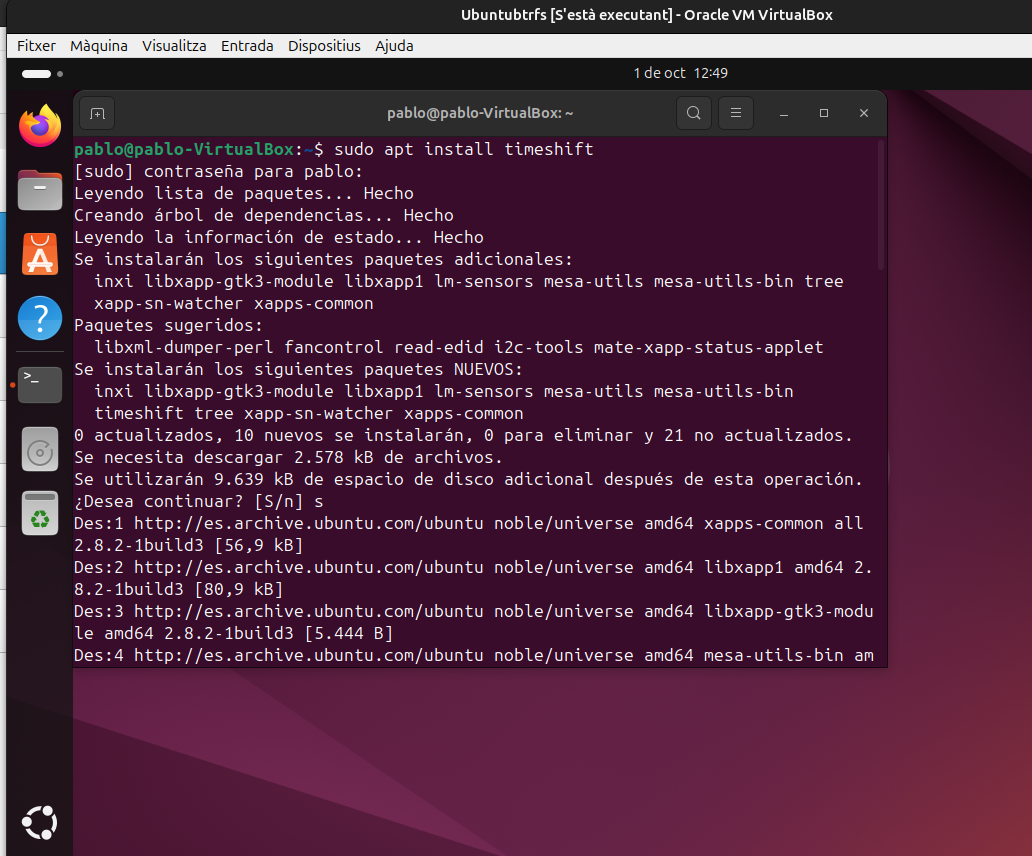 Ubuntubtrfs [S'està executant] - Oracle VM VirtualBox
Fitxer Màquina Visualitza Entrada Dispositius Ajuda
1 de oct 12:49
pablo@pablo-VirtualBox: ~
pablo@pablo-VirtualBox:~$ sudo apt install timeshift
[sudo] contraseña para pablo:
Leyendo lista de paquetes... Hecho
Creando árbol de dependencias... Hecho
Leyendo la información de estado... Hecho
Se instalarán los siguientes paquetes adicionales:
  inxi libxapp-gtk3-module libxapp1 lm-sensors mesa-utils mesa-utils-bin tree
  xapp-sn-watcher xapps-common
Paquetes sugeridos:
  libxml-dumper-perl fancontrol read-edid i2c-tools mate-xapp-status-applet
Se instalarán los siguientes paquetes NUEVOS:
  inxi libxapp-gtk3-module libxapp1 lm-sensors mesa-utils mesa-utils-bin
  timeshift tree xapp-sn-watcher xapps-common
0 actualizados, 10 nuevos se instalarán, 0 para eliminar y 21 no actualizados.
Se necesita descargar 2.578 kB de archivos.
Se utilizarán 9.639 kB de espacio de disco adicional después de esta operación.
¿Desea continuar? [S/n] s
Des:1 http://es.archive.ubuntu.com/ubuntu noble/universe amd64 xapps-common all
2.8.2-1build3 [56,9 kB]
Des:2 http://es.archive.ubuntu.com/ubuntu noble/universe amd64 libxapp1 amd64 2.
8.2-1build3 [80,9 kB]
Des:3 http://es.archive.ubuntu.com/ubuntu noble/universe amd64 libxapp-gtk3-modu
le amd64 2.8.2-1build3 [5.444 B]
Des:4 http://es.archive.ubuntu.com/ubuntu noble/universe amd64 mesa-utils-bin am